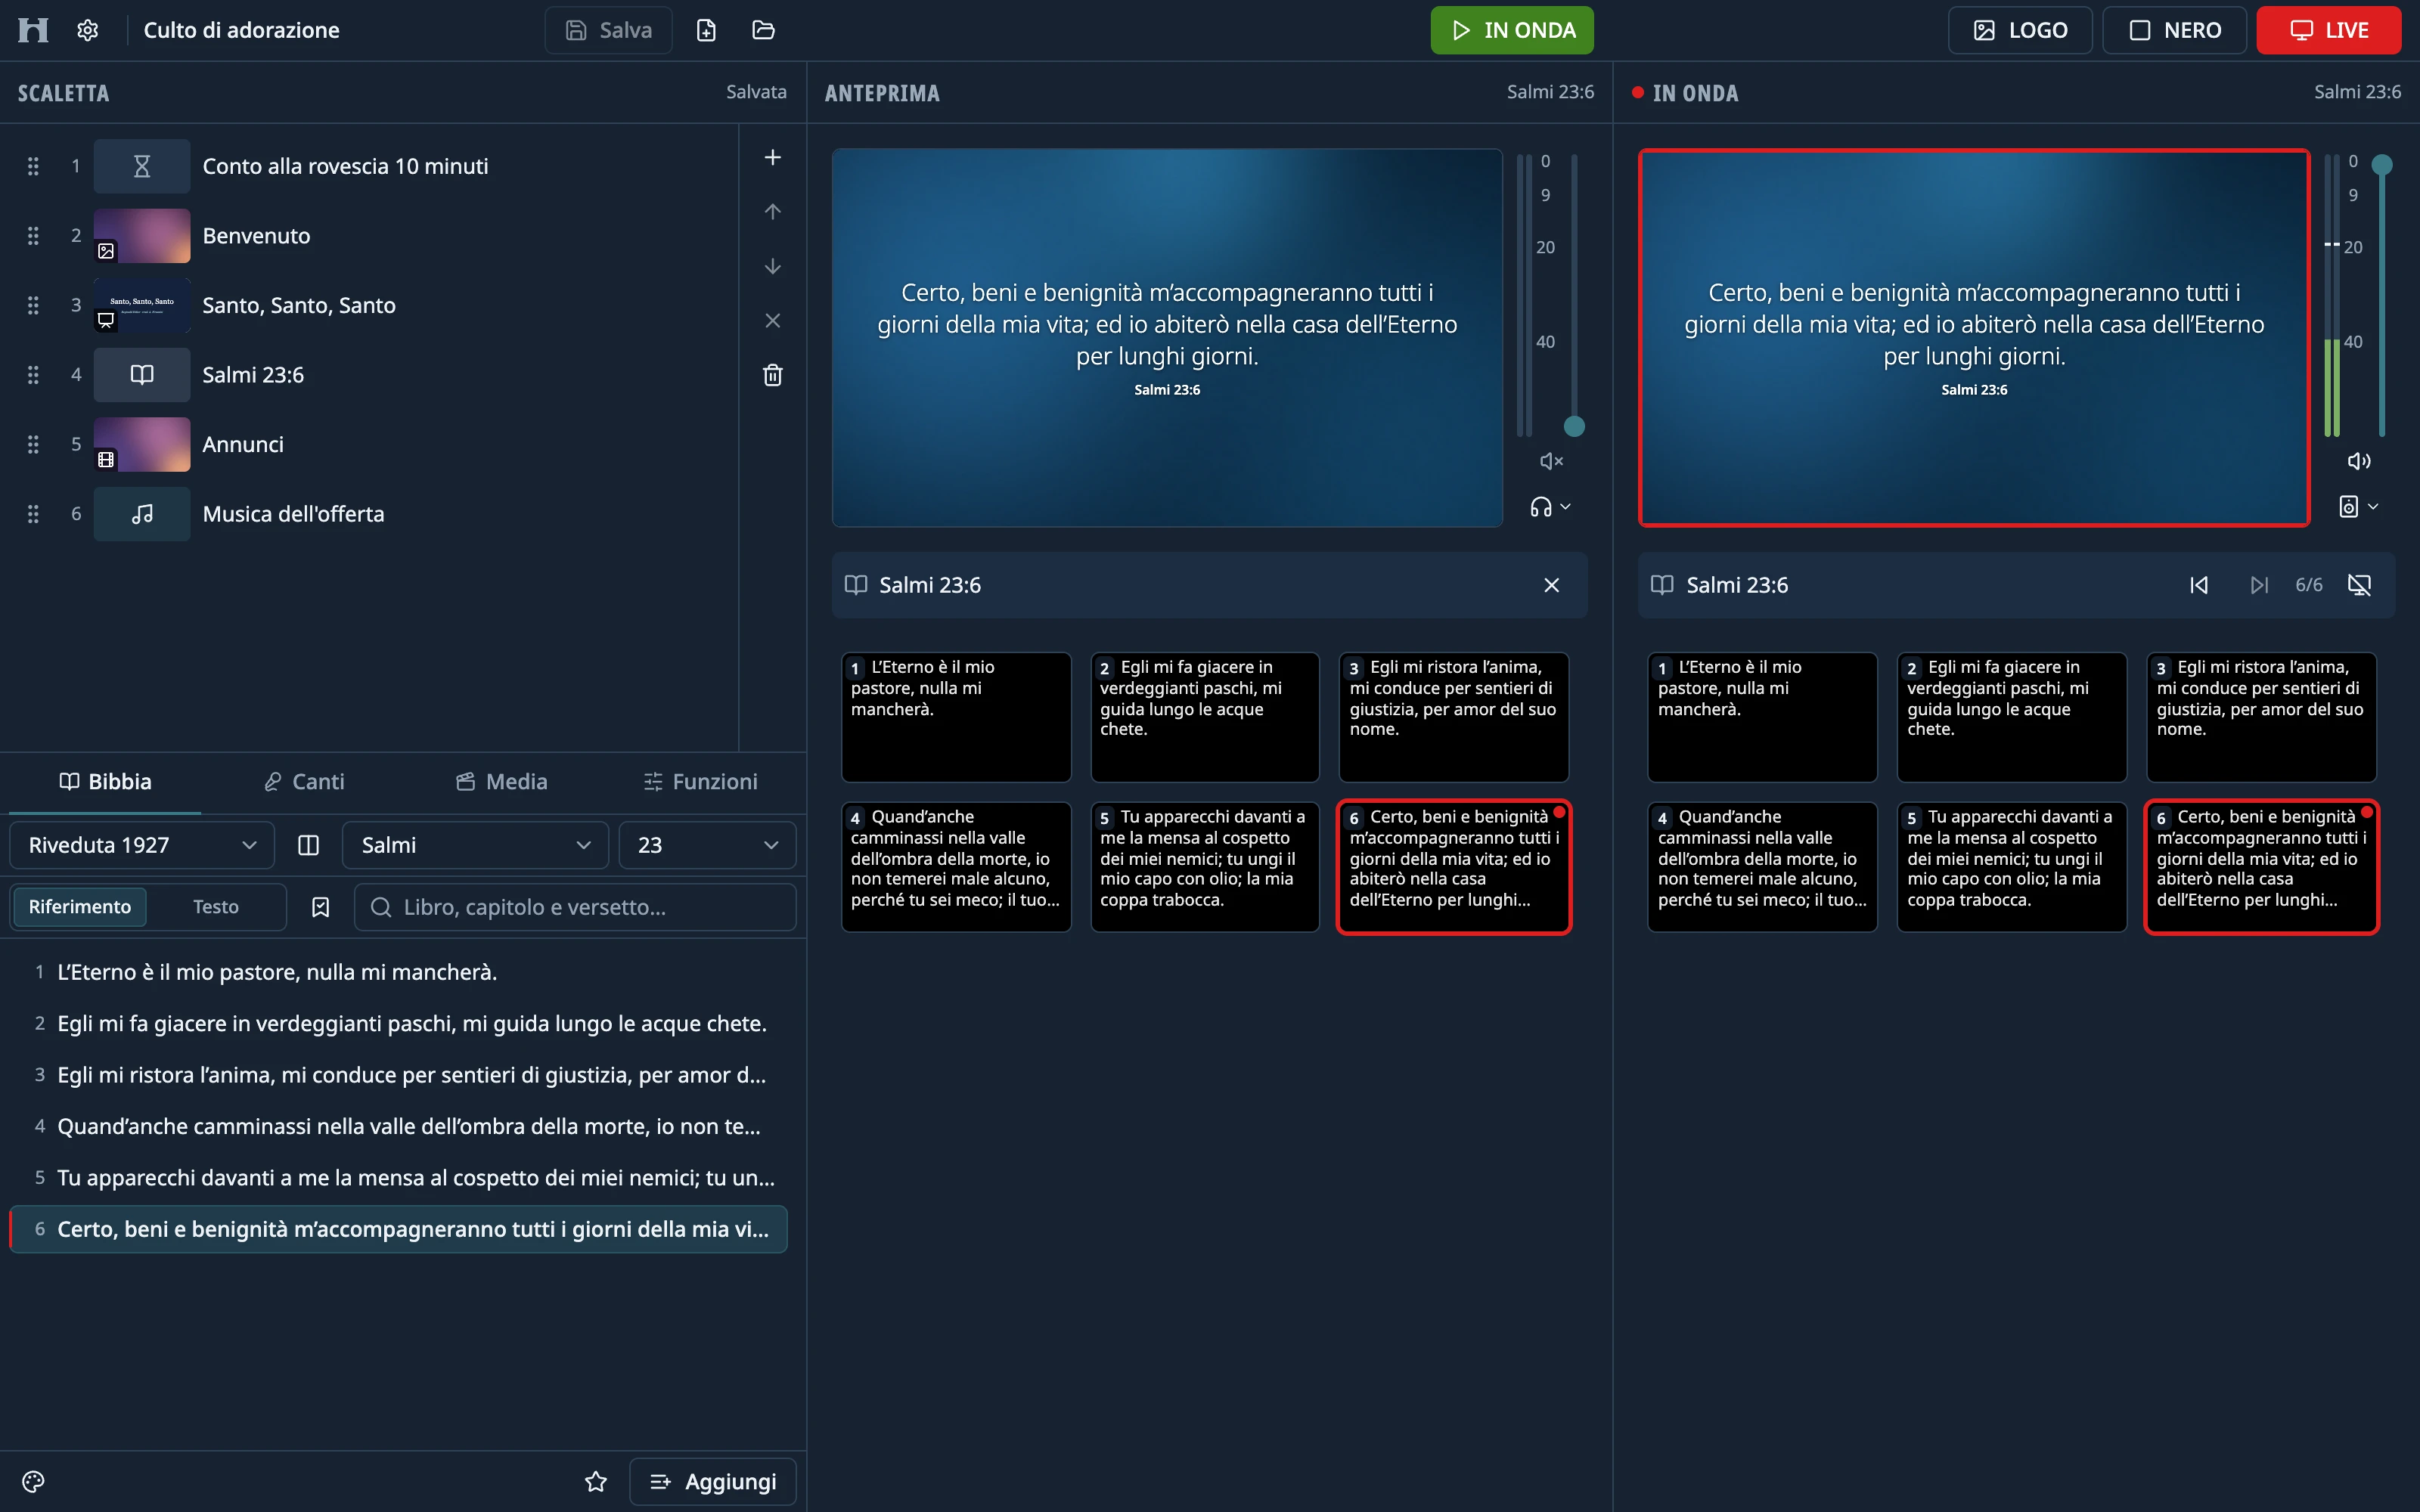 Culto di adorazione
Salva
IN ONDA
LOGO
NERO
LIVE
SCALETTA
Salvata
1
Conto alla rovescia 10 minuti
2
Benvenuto
3
Santo, Santo, Santo
Santo, Santo, Santo
4
Salmi 23:6
5
Annunci
6
Musica dell'offerta
Bibbia
Canti
Media
Funzioni
Riveduta 1927
Salmi
23
Riferimento
Testo
Libro, capitolo e versetto...
1 L’Eterno è il mio pastore, nulla mi mancherà.
2 Egli mi fa giacere in verdeggianti paschi, mi guida lungo le acque chete.
3 Egli mi ristora l’anima, mi conduce per sentieri di giustizia, per amor d...
4 Quand’anche camminassi nella valle dell’ombra della morte, io non te...
5 Tu apparecchi davanti a me la mensa al cospetto dei miei nemici; tu un...
6 Certo, beni e benignità m’accompagneranno tutti i giorni della mia vi...
Aggiungi
ANTEPRIMA
Salmi 23:6
Certo, beni e benignità m’accompagneranno tutti i
giorni della mia vita; ed io abiterò nella casa dell’Eterno
per lunghi giorni.
Salmi 23:6
0
9
20
40
Salmi 23:6
1 L’Eterno è il mio
pastore, nulla mi
mancherà.
2 Egli mi fa giacere in
verdeggianti paschi, mi
guida lungo le acque
chete.
3 Egli mi ristora l’anima,
mi conduce per sentieri di
giustizia, per amor del suo
nome.
4 Quand’anche
camminassi nella valle
dell’ombra della morte, io
non temerei male alcuno,
perché tu sei meco; il tuo...
5 Tu apparecchi davanti a
me la mensa al cospetto
dei miei nemici; tu ungi il
mio capo con olio; la mia
coppa trabocca.
6 Certo, beni e benignità
m’accompagneranno tutti i
giorni della mia vita; ed io
abiterò nella casa
dell’Eterno per lunghi...
IN ONDA
Salmi 23:6
Certo, beni e benignità m’accompagneranno tutti i
giorni della mia vita; ed io abiterò nella casa dell’Eterno
per lunghi giorni.
Salmi 23:6
0
9
20
40
Salmi 23:6
6/6
1 L’Eterno è il mio
pastore, nulla mi
mancherà.
2 Egli mi fa giacere in
verdeggianti paschi, mi
guida lungo le acque
chete.
3 Egli mi ristora l’anima,
mi conduce per sentieri di
giustizia, per amor del suo
nome.
4 Quand’anche
camminassi nella valle
dell’ombra della morte, io
non temerei male alcuno,
perché tu sei meco; il tuo...
5 Tu apparecchi davanti a
me la mensa al cospetto
dei miei nemici; tu ungi il
mio capo con olio; la mia
coppa trabocca.
6 Certo, beni e benignità
m’accompagneranno tutti i
giorni della mia vita; ed io
abiterò nella casa
dell’Eterno per lunghi...